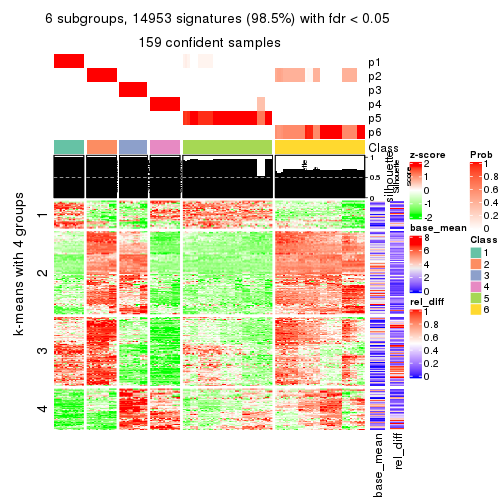 6 subgroups, 14953 signatures (98.5%) with fdr < 0.05
159 confident samples
p1
p2
p3
p4
p5
p6
Class
1
0.5
0
silhouette
Silhouette
score
k-means with 4 groups
1
2
3
4
base_mean
rel_diff
z-score
2
1
0
-1
-2
base_mean
8
6
4
2
0
rel_diff
1
0.8
0.6
0.4
0.2
0
Prob
1
0.8
0.6
0.4
0.2
0
Class
1
2
3
4
5
6